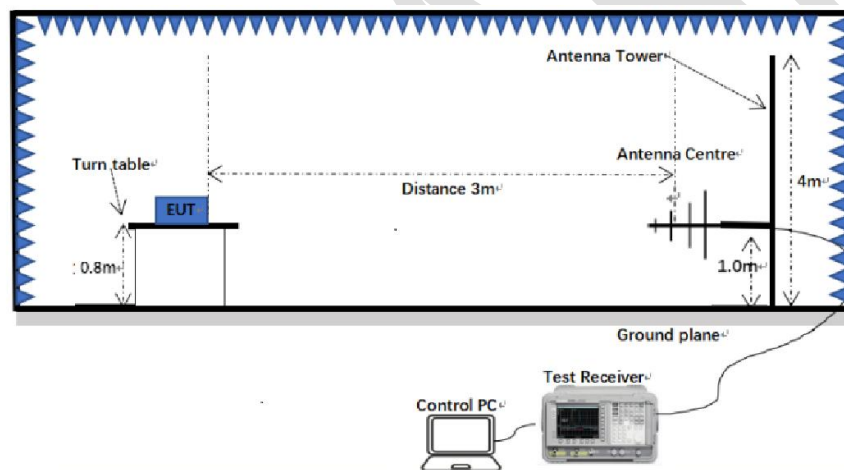 Antenna Tower
Turn table
Antenna Centre
Distance 3m
4m
EUT
0.8m
1.0m
Ground plane
Test Receiver
Control PC